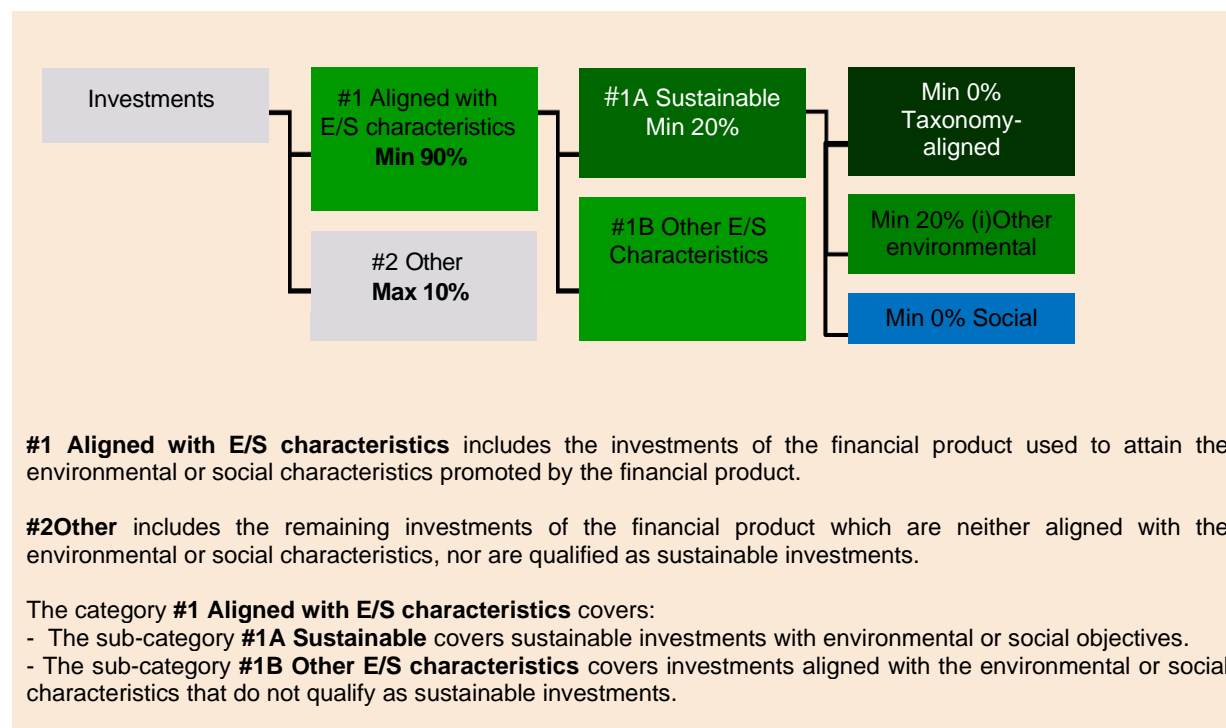 Investments
#1 Aligned with
E/S characteristics
Min 90%
#2 Other
Max 10%
#1A Sustainable
Min 20%
#1B Other E/S
Characteristics
Min 0%
Taxonomy-
aligned
Min 20% (i)Other
environmental
Min 0% Social
#1 Aligned with E/S characteristics includes the investments of the financial product used to attain the
environmental or social characteristics promoted by the financial product.
#2Other includes the remaining investments of the financial product which are neither aligned with the
environmental or social characteristics, nor are qualified as sustainable investments.
The category #1 Aligned with E/S characteristics covers:
- The sub-category #1A Sustainable covers sustainable investments with environmental or social objectives.
- The sub-category #1B Other E/S characteristics covers investments aligned with the environmental or social
characteristics that do not qualify as sustainable investments.